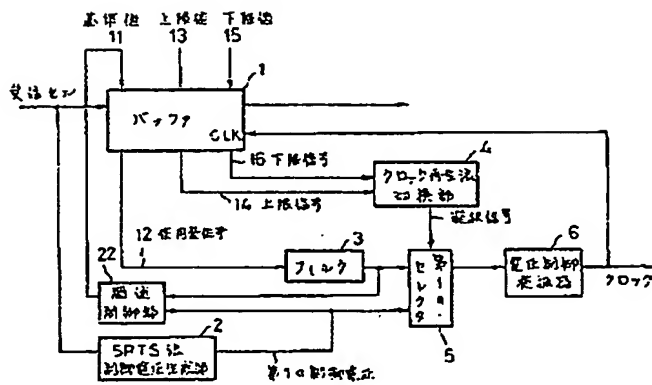 基準値 上限値 下限値
11 13 15
1
受信セル
バッファ
CLK
16 下限信号
14 上限信号
4
クロック再生法
切換部
選択信号
6
12 使用量信号
3
フィルタ
22
制御部
第1の
セレクタ
5
電圧制御
発振器
クロック
2
SRTS法
制御電圧生成部
第1の制御電圧